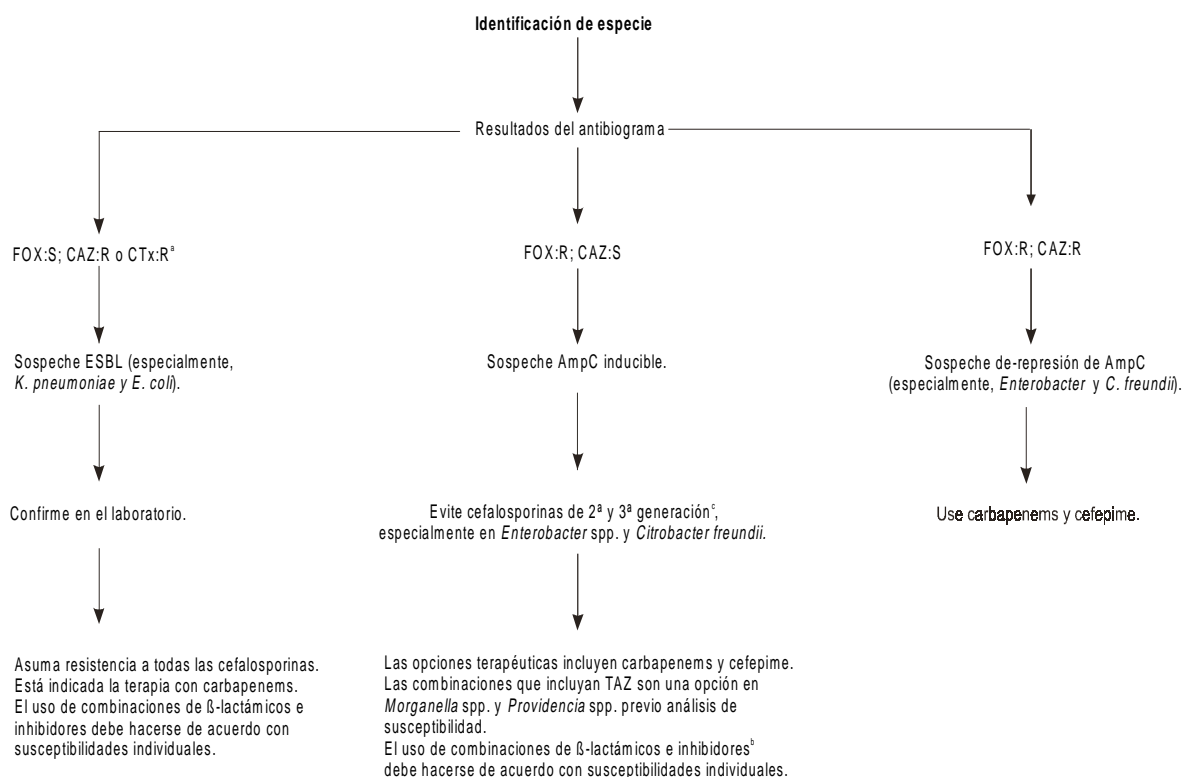 Identificación de especie
Resultados del antibiograma
FOX:S; CAZ:R o CTx:Rª
Sospeche ESBL (especialmente,
K. pneumoniae y E. coli).
Confirme en el laboratorio.
Asuma resistencia a todas las cefalosporinas.
Está indicada la terapia con carbapenems.
El uso de combinaciones de ß-lactámicos e
inhibidores debe hacerse de acuerdo con
susceptibilidades individuales.
FOX:R; CAZ:S
Sospeche AmpC inducible.
Evite cefalosporinas de 2ª y 3ª generaciónᶜ,
especialmente en Enterobacter spp. y Citrobacter freundii.
Las opciones terapéuticas incluyen carbapenems y cefepime.
Las combinaciones que incluyan TAZ son una opción en
Morganella spp. y Providencia spp. previo análisis de
susceptibilidad.
El uso de combinaciones de ß-lactámicos e inhibidoresᵇ
debe hacerse de acuerdo con susceptibilidades individuales.
FOX:R; CAZ:R
Sospeche de-represión de AmpC
(especialmente, Enterobacter y C. freundii).
Use carbapenems y cefepime.